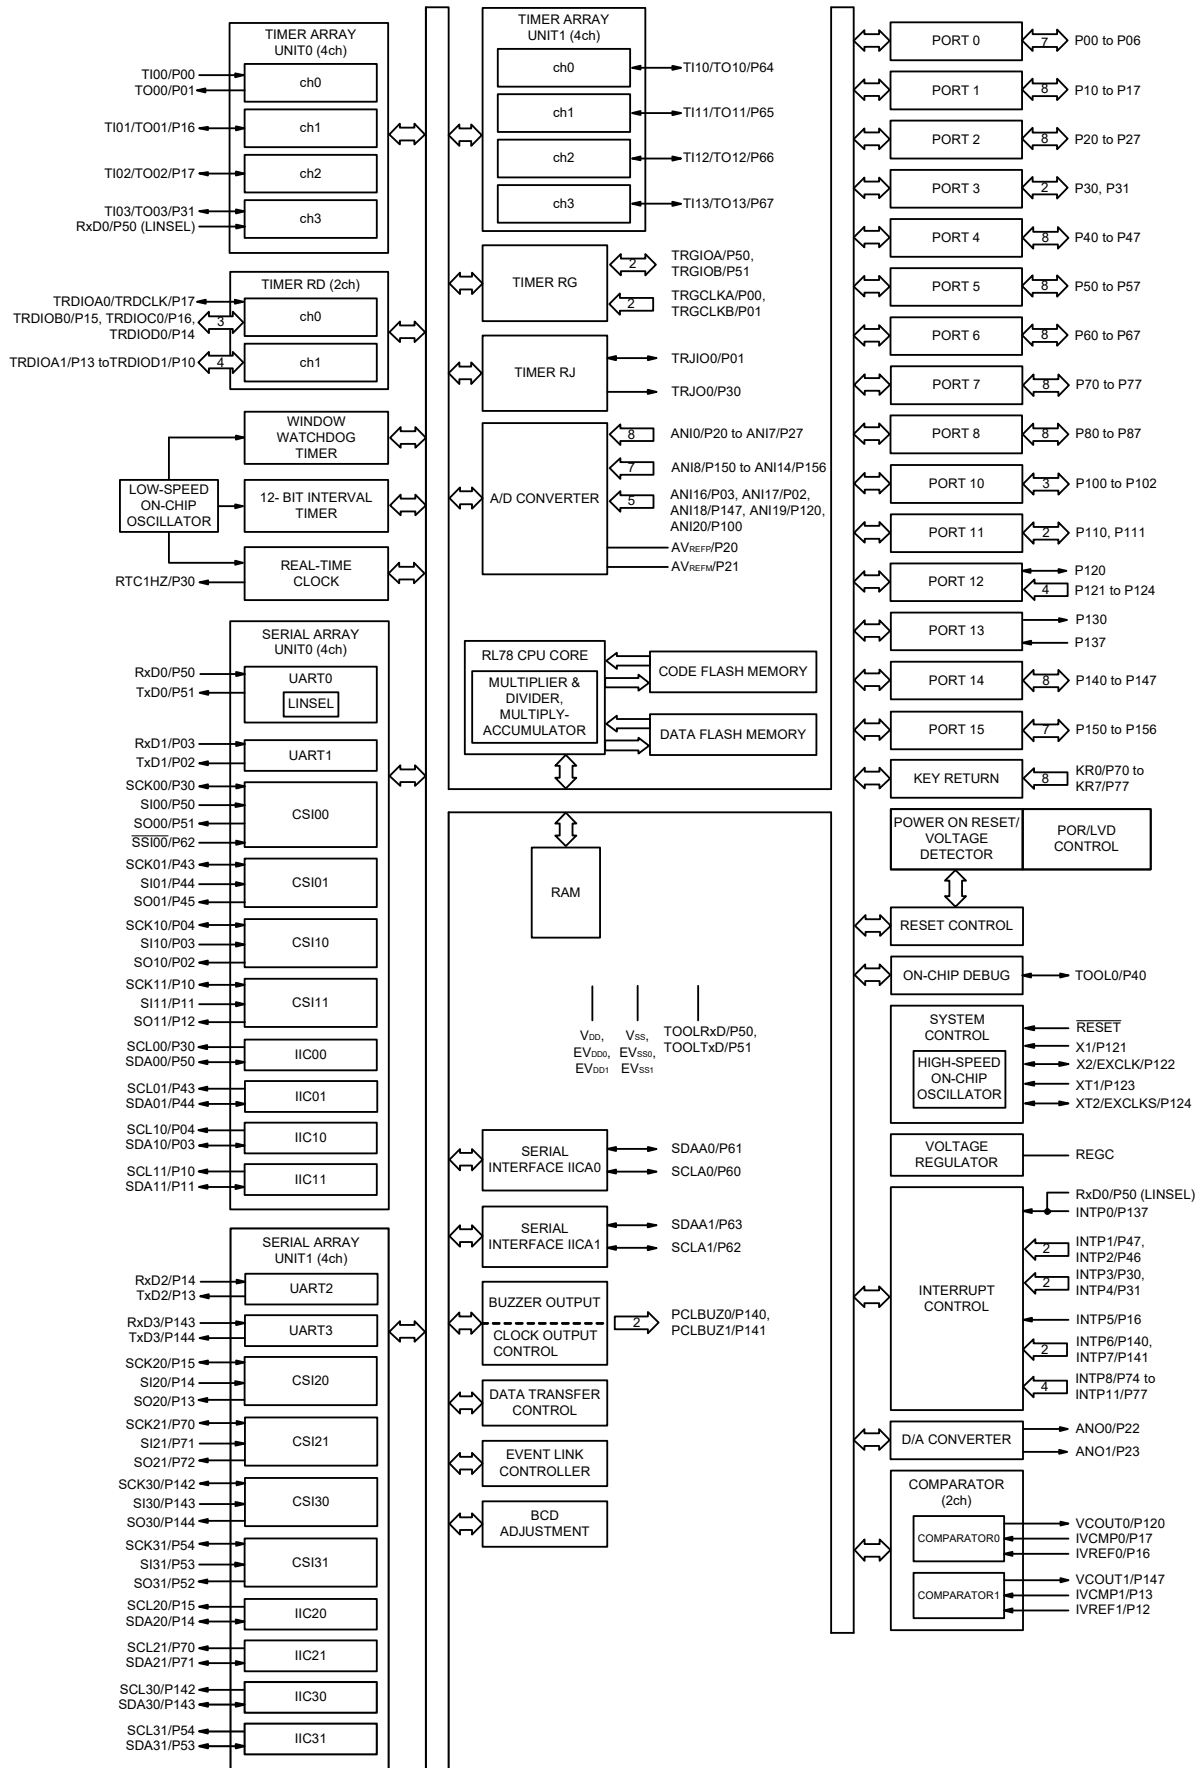 TIMER ARRAY
UNIT0 (4ch)
TI00/P00
TO00/P01
ch0
TI01/TO01/P16
ch1
TI02/TO02/P17
ch2
TI03/TO03/P31
RxD0/P50 (LINSEL)
ch3
TIMER RD (2ch)
TRDIOA0/TRDCLK/P17
TRDIOB0/P15, TRDIOC0/P16,
TRDIOD0/P14
3
ch0
TRDIOA1/P13 toTRDIOD1/P10
4
ch1
WINDOW
WATCHDOG
TIMER
LOW-SPEED
ON-CHIP
OSCILLATOR
12- BIT INTERVAL
TIMER
RTC1HZ/P30
REAL-TIME
CLOCK
SERIAL ARRAY
UNIT0 (4ch)
RxD0/P50
TxD0/P51
UART0
LINSEL
RxD1/P03
TxD1/P02
UART1
SCK00/P30
SI00/P50
SO00/P51
SSI00/P62
CSI00
SCK01/P43
SI01/P44
SO01/P45
CSI01
SCK10/P04
SI10/P03
SO10/P02
CSI10
SCK11/P10
SI11/P11
SO11/P12
CSI11
SCL00/P30
SDA00/P50
IIC00
SCL01/P43
SDA01/P44
IIC01
SCL10/P04
SDA10/P03
IIC10
SCL11/P10
SDA11/P11
IIC11
SERIAL ARRAY
UNIT1 (4ch)
RxD2/P14
TxD2/P13
UART2
RxD3/P143
TxD3/P144
UART3
SCK20/P15
SI20/P14
SO20/P13
CSI20
SCK21/P70
SI21/P71
SO21/P72
CSI21
SCK30/P142
SI30/P143
SO30/P144
CSI30
SCK31/P54
SI31/P53
SO31/P52
CSI31
SCL20/P15
SDA20/P14
IIC20
SCL21/P70
SDA21/P71
IIC21
SCL30/P142
SDA30/P143
IIC30
SCL31/P54
SDA31/P53
IIC31
TIMER ARRAY
UNIT1 (4ch)
ch0
TI10/TO10/P64
ch1
TI11/TO11/P65
ch2
TI12/TO12/P66
ch3
TI13/TO13/P67
TIMER RG
2
TRGIOA/P50,
TRGIOB/P51
2
TRGCLKA/P00,
TRGCLKB/P01
TIMER RJ
TRJIO0/P01
TRJO0/P30
A/D CONVERTER
8
ANI0/P20 to ANI7/P27
7
ANI8/P150 to ANI14/P156
5
ANI16/P03, ANI17/P02,
ANI18/P147, ANI19/P120,
ANI20/P100
AVREFP/P20
AVREFM/P21
RL78 CPU CORE
MULTIPLIER &
DIVIDER,
MULTIPLY-
ACCUMULATOR
CODE FLASH MEMORY
DATA FLASH MEMORY
RAM
VDD,
EVDD0,
EVDD1
VSS,
EVSS0,
EVSS1
TOOLRxD/P50,
TOOLTxD/P51
SERIAL
INTERFACE IICA0
SDAA0/P61
SCLA0/P60
SERIAL
INTERFACE IICA1
SDAA1/P63
SCLA1/P62
BUZZER OUTPUT
CLOCK OUTPUT
CONTROL
2
PCLBUZ0/P140,
PCLBUZ1/P141
DATA TRANSFER
CONTROL
EVENT LINK
CONTROLLER
BCD
ADJUSTMENT
PORT 0
7
P00 to P06
PORT 1
8
P10 to P17
PORT 2
8
P20 to P27
PORT 3
2
P30, P31
PORT 4
8
P40 to P47
PORT 5
8
P50 to P57
PORT 6
8
P60 to P67
PORT 7
8
P70 to P77
PORT 8
8
P80 to P87
PORT 10
3
P100 to P102
PORT 11
2
P110, P111
PORT 12
P120
4
P121 to P124
PORT 13
P130
P137
PORT 14
8
P140 to P147
PORT 15
7
P150 to P156
KEY RETURN
8
KR0/P70 to
KR7/P77
POWER ON RESET/
VOLTAGE
DETECTOR
POR/LVD
CONTROL
RESET CONTROL
ON-CHIP DEBUG
TOOL0/P40
SYSTEM
CONTROL
HIGH-SPEED
ON-CHIP
OSCILLATOR
RESET
X1/P121
X2/EXCLK/P122
XT1/P123
XT2/EXCLKS/P124
VOLTAGE
REGULATOR
REGC
INTERRUPT
CONTROL
RxD0/P50 (LINSEL)
INTP0/P137
2
INTP1/P47,
INTP2/P46
2
INTP3/P30,
INTP4/P31
INTP5/P16
2
INTP6/P140,
INTP7/P141
4
INTP8/P74 to
INTP11/P77
D/A CONVERTER
ANO0/P22
ANO1/P23
COMPARATOR
(2ch)
COMPARATOR0
VCOUT0/P120
IVCMP0/P17
IVREF0/P16
COMPARATOR1
VCOUT1/P147
IVCMP1/P13
IVREF1/P12